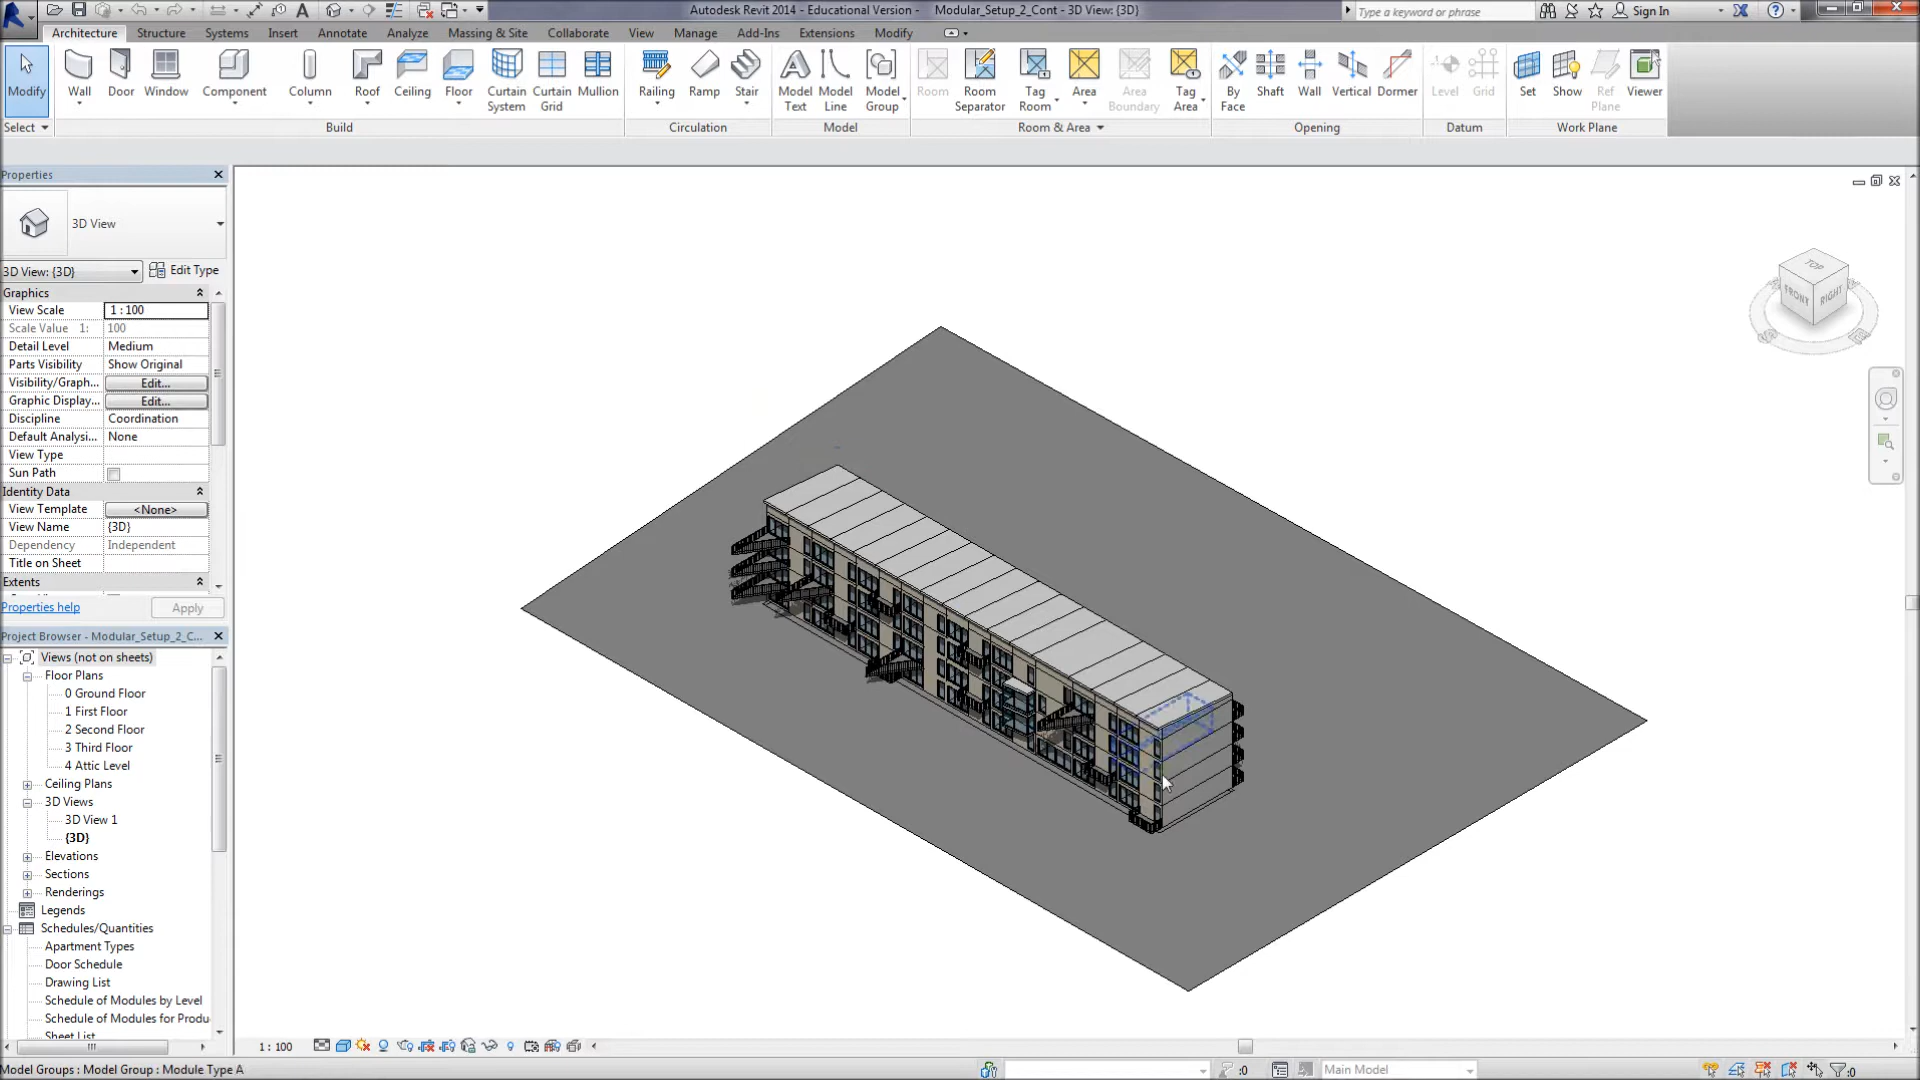 Autodesk Revit 2014 - Educational Version - Modular_Setup_2_Cont - 3D View: {3D}
Type a keyword or phrase
Sign In
Architecture Structure Systems Insert Annotate Analyze Massing & Site Collaborate View Manage Add-Ins Extensions Modify
Modify Wall Door Window Component Column Roof Ceiling Floor Curtain System Curtain Grid Mullion Railing Ramp Stair Model Text Model Line Model Group Room Room Separator Tag Room Area Area Boundary Tag Area By Face Shaft Wall Vertical Dormer Level Grid Set Show Ref Plane Viewer
Select Build Circulation Model Room & Area Opening Datum Work Plane
Properties
3D View
3D View: {3D} Edit Type
Graphics
View Scale 1 : 100
Scale Value 1: 100
Detail Level Medium
Parts Visibility Show Original
Visibility/Graph... Edit...
Graphic Display... Edit...
Discipline Coordination
Default Analysi... None
View Type
Sun Path
Identity Data
View Template <None>
View Name {3D}
Dependency Independent
Title on Sheet
Extents
Properties help Apply
Project Browser - Modular_Setup_2_C...
Views (not on sheets)
Floor Plans
0 Ground Floor
1 First Floor
2 Second Floor
3 Third Floor
4 Attic Level
Ceiling Plans
3D Views
3D View 1
{3D}
Elevations
Sections
Renderings
Legends
Schedules/Quantities
Apartment Types
Door Schedule
Drawing List
Schedule of Modules by Level
Schedule of Modules for Produ
Sheet List
TOP
FRONT RIGHT
1 : 100
Model Groups : Model Group : Module Type A
:0
Main Model
:0